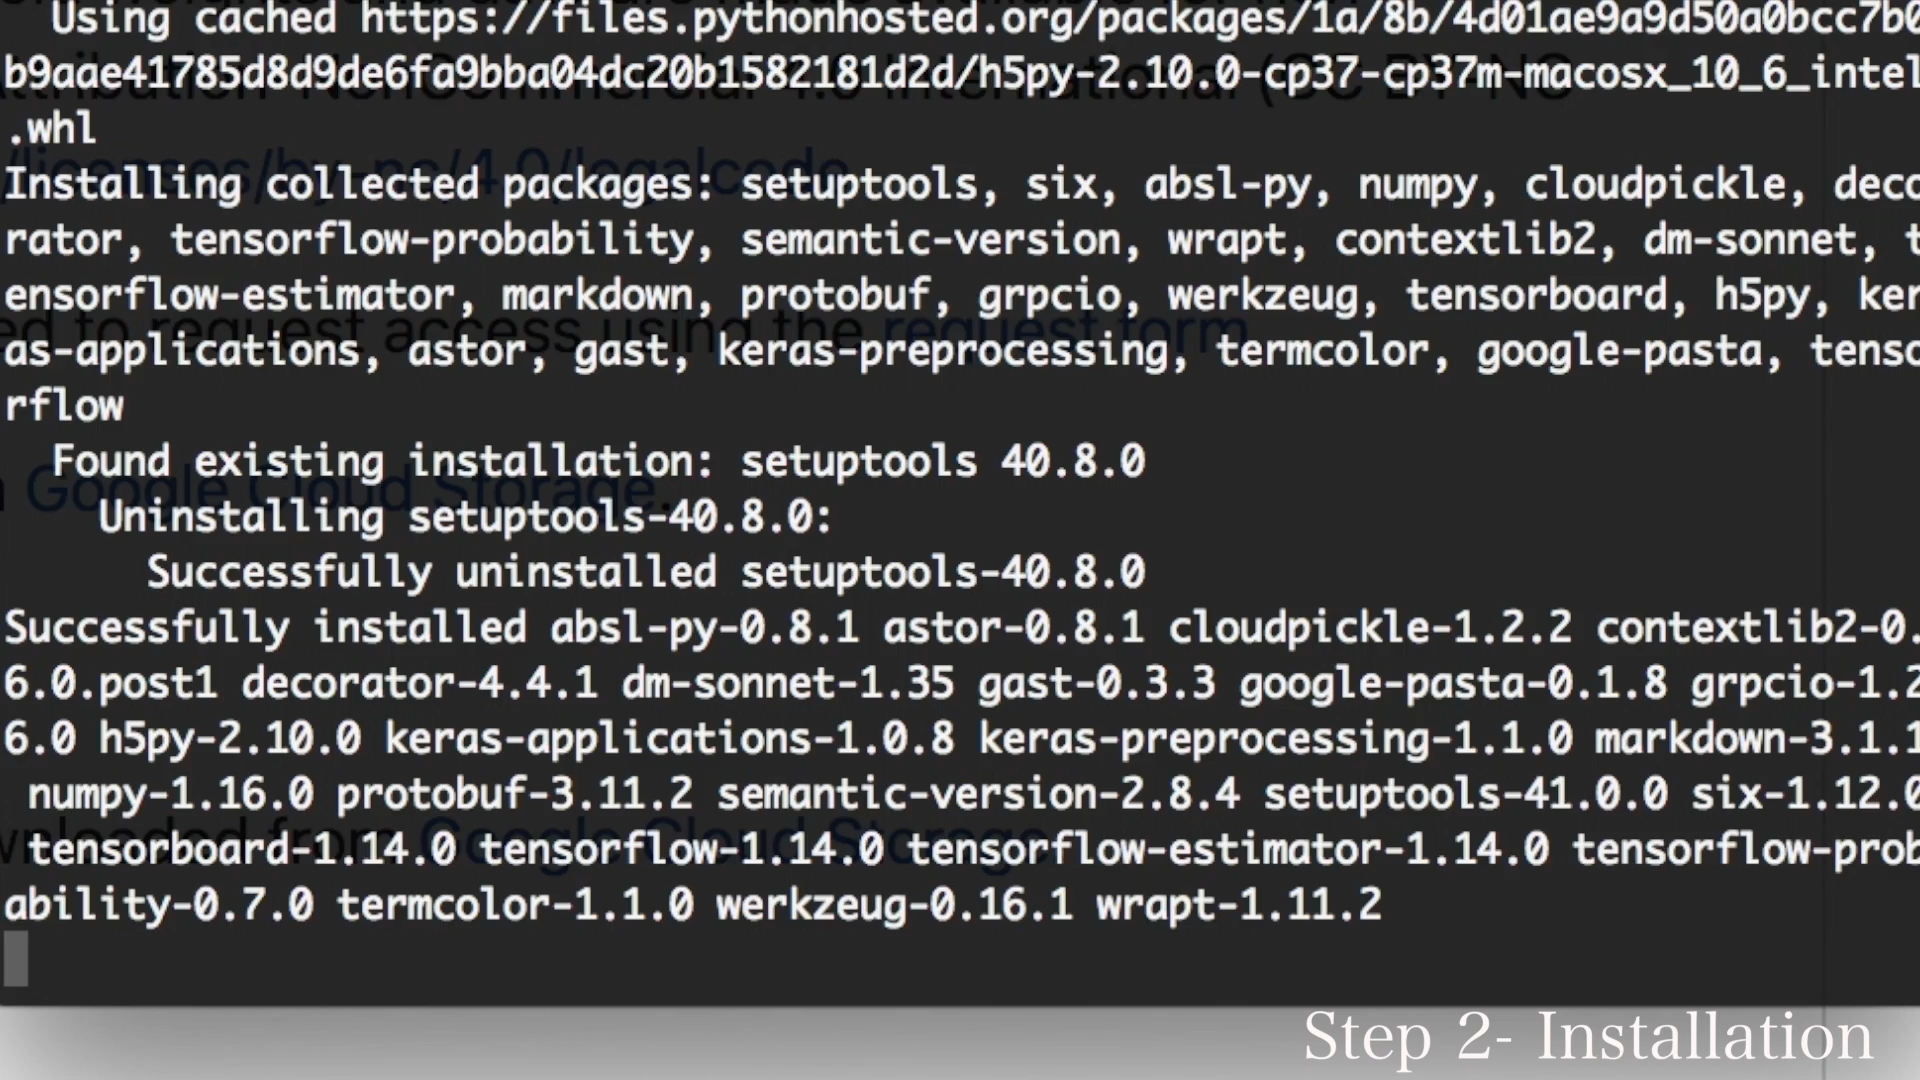 Using cached https://files.pythonhosted.org/packages/1a/8b/4d01ae9a9d50a0bcc7b0
b9aae41785d8d9de6fa9bba04dc20b1582181d2d/h5py-2.10.0-cp37-cp37m-macosx_10_6_intel
.whl
Installing collected packages: setuptools, six, absl-py, numpy, cloudpickle, deco
rator, tensorflow-probability, semantic-version, wrapt, contextlib2, dm-sonnet, t
ensorflow-estimator, markdown, protobuf, grpcio, werkzeug, tensorboard, h5py, ker
as-applications, astor, gast, keras-preprocessing, termcolor, google-pasta, tenso
rflow
Found existing installation: setuptools 40.8.0
Uninstalling setuptools-40.8.0:
Successfully uninstalled setuptools-40.8.0
Successfully installed absl-py-0.8.1 astor-0.8.1 cloudpickle-1.2.2 contextlib2-0.
6.0.post1 decorator-4.4.1 dm-sonnet-1.35 gast-0.3.3 google-pasta-0.1.8 grpcio-1.2
6.0 h5py-2.10.0 keras-applications-1.0.8 keras-preprocessing-1.1.0 markdown-3.1.1
numpy-1.16.0 protobuf-3.11.2 semantic-version-2.8.4 setuptools-41.0.0 six-1.12.0
tensorboard-1.14.0 tensorflow-1.14.0 tensorflow-estimator-1.14.0 tensorflow-prob
ability-0.7.0 termcolor-1.1.0 werkzeug-0.16.1 wrapt-1.11.2
Step 2- Installation